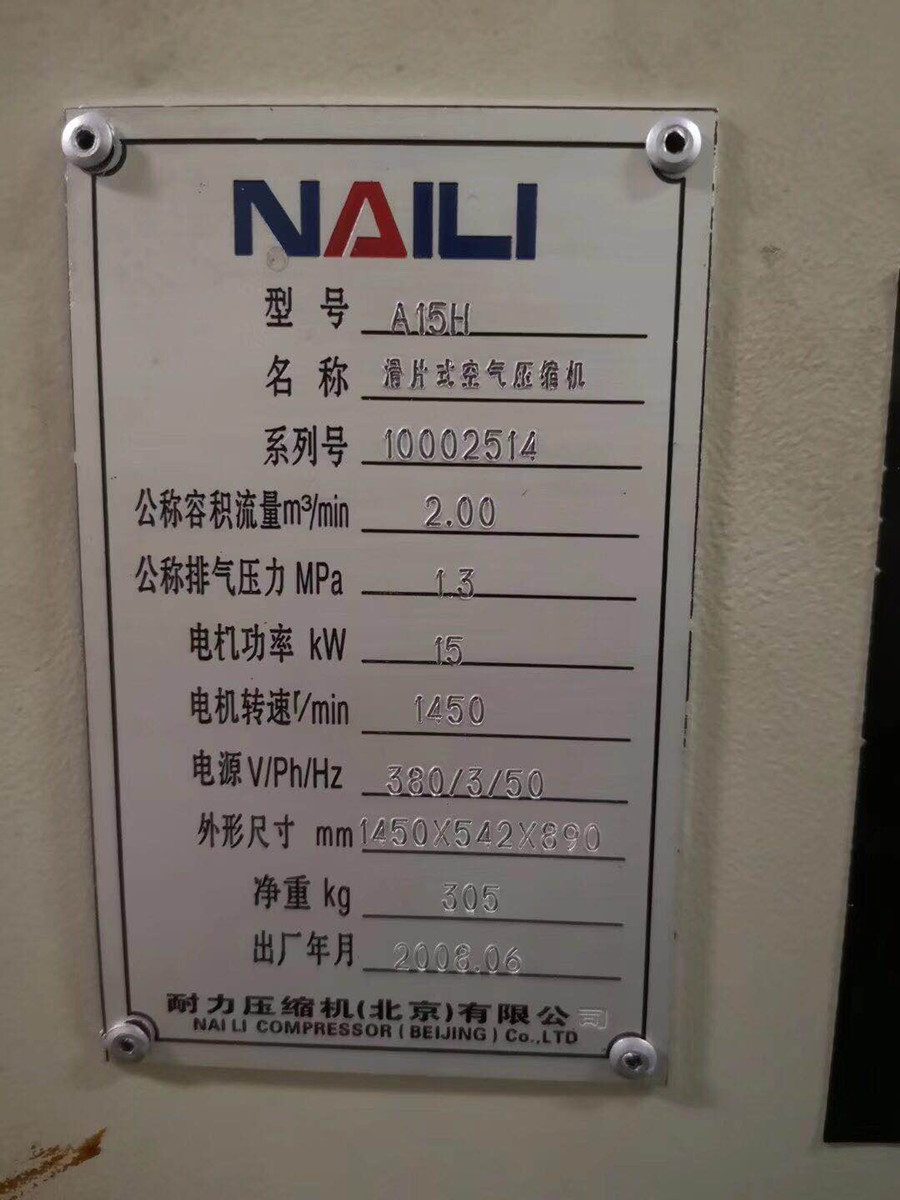 NAILI
型号 A15H
名称 滑片式空气压缩机
系列号 10002514
公称容积流量m³/min 2.00
公称排气压力 MPa 1.3
电机功率 kW 15
电机转速r/min 1450
电源 V/Ph/Hz 380/3/50
外形尺寸 mm 1450X542X890
净重 kg 305
出厂年月 2008.06
耐力压缩机(北京)有限公司
NAI LI COMPRESSOR ( BEIJING ) Co.,LTD